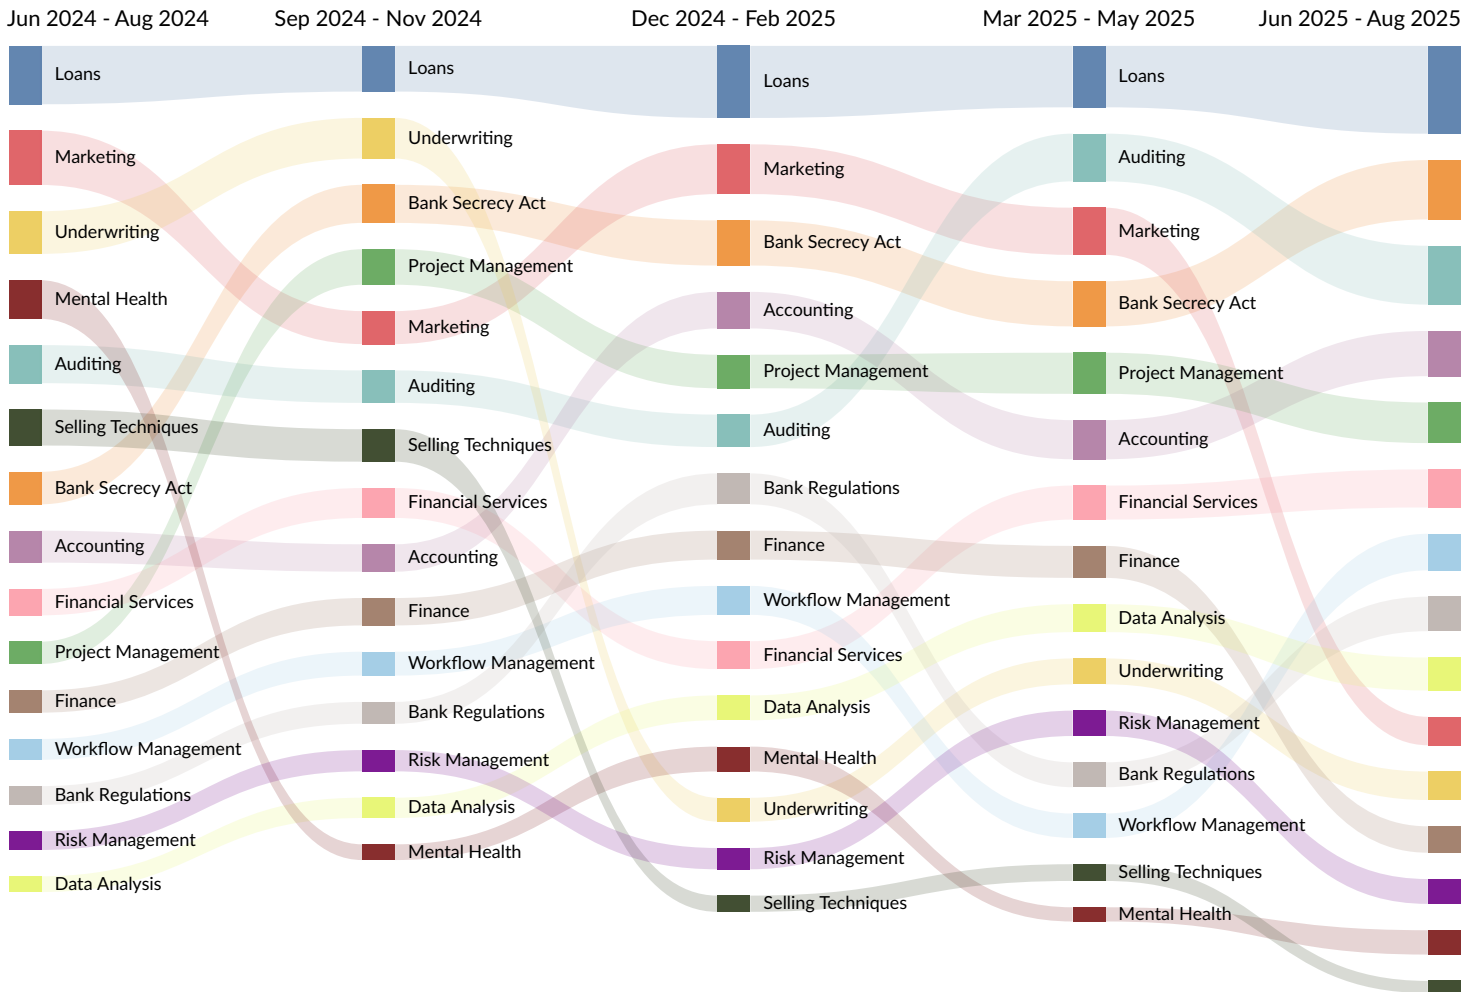 Jun 2024 - Aug 2024
Sep 2024 - Nov 2024
Dec 2024 - Feb 2025
Mar 2025 - May 2025
Jun 2025 - Aug 2025
Loans
Marketing
Underwriting
Mental Health
Auditing
Selling Techniques
Bank Secrecy Act
Accounting
Financial Services
Project Management
Finance
Workflow Management
Bank Regulations
Risk Management
Data Analysis
Loans
Underwriting
Bank Secrecy Act
Project Management
Marketing
Auditing
Selling Techniques
Financial Services
Accounting
Finance
Workflow Management
Bank Regulations
Risk Management
Data Analysis
Mental Health
Loans
Marketing
Bank Secrecy Act
Accounting
Project Management
Auditing
Bank Regulations
Finance
Workflow Management
Financial Services
Data Analysis
Mental Health
Underwriting
Risk Management
Selling Techniques
Loans
Auditing
Marketing
Bank Secrecy Act
Project Management
Accounting
Financial Services
Finance
Data Analysis
Underwriting
Risk Management
Bank Regulations
Workflow Management
Selling Techniques
Mental Health